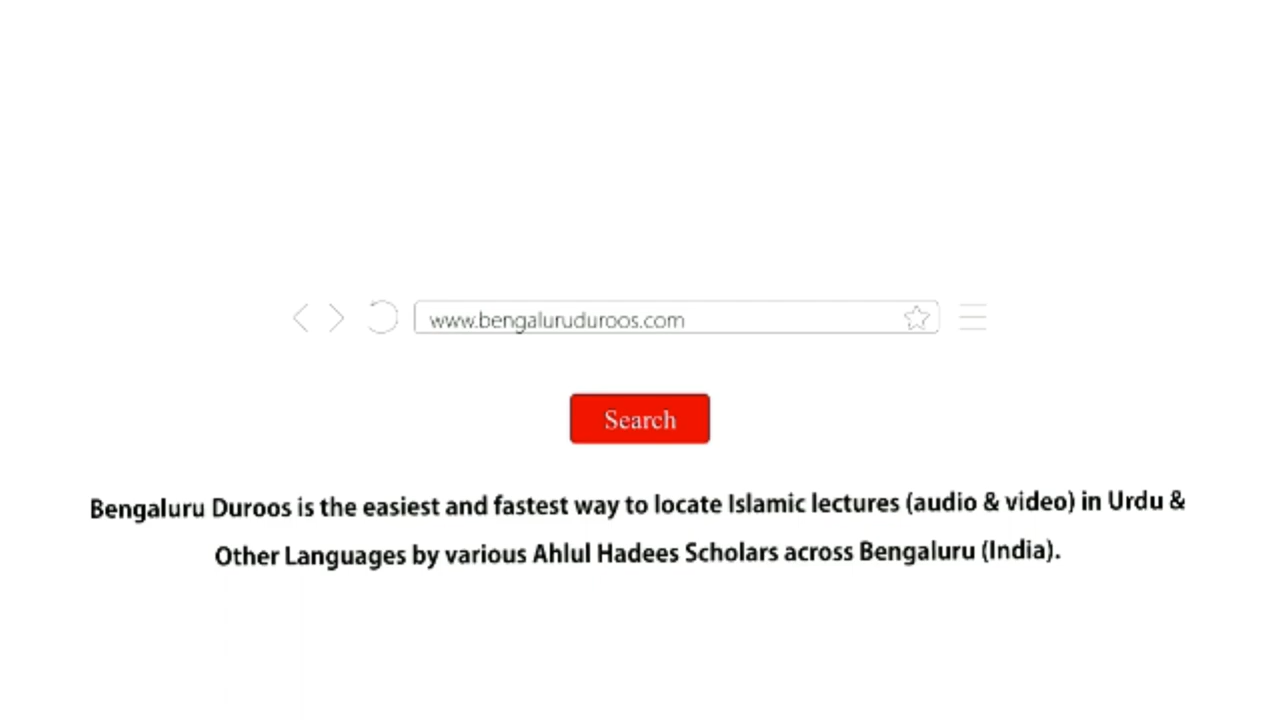 www.bengaluruduroos.com
Search
Bengaluru Duroos is the easiest and fastest way to locate Islamic lectures (audio & video) in Urdu &
Other Languages by various Ahlul Hadees Scholars across Bengaluru (India).